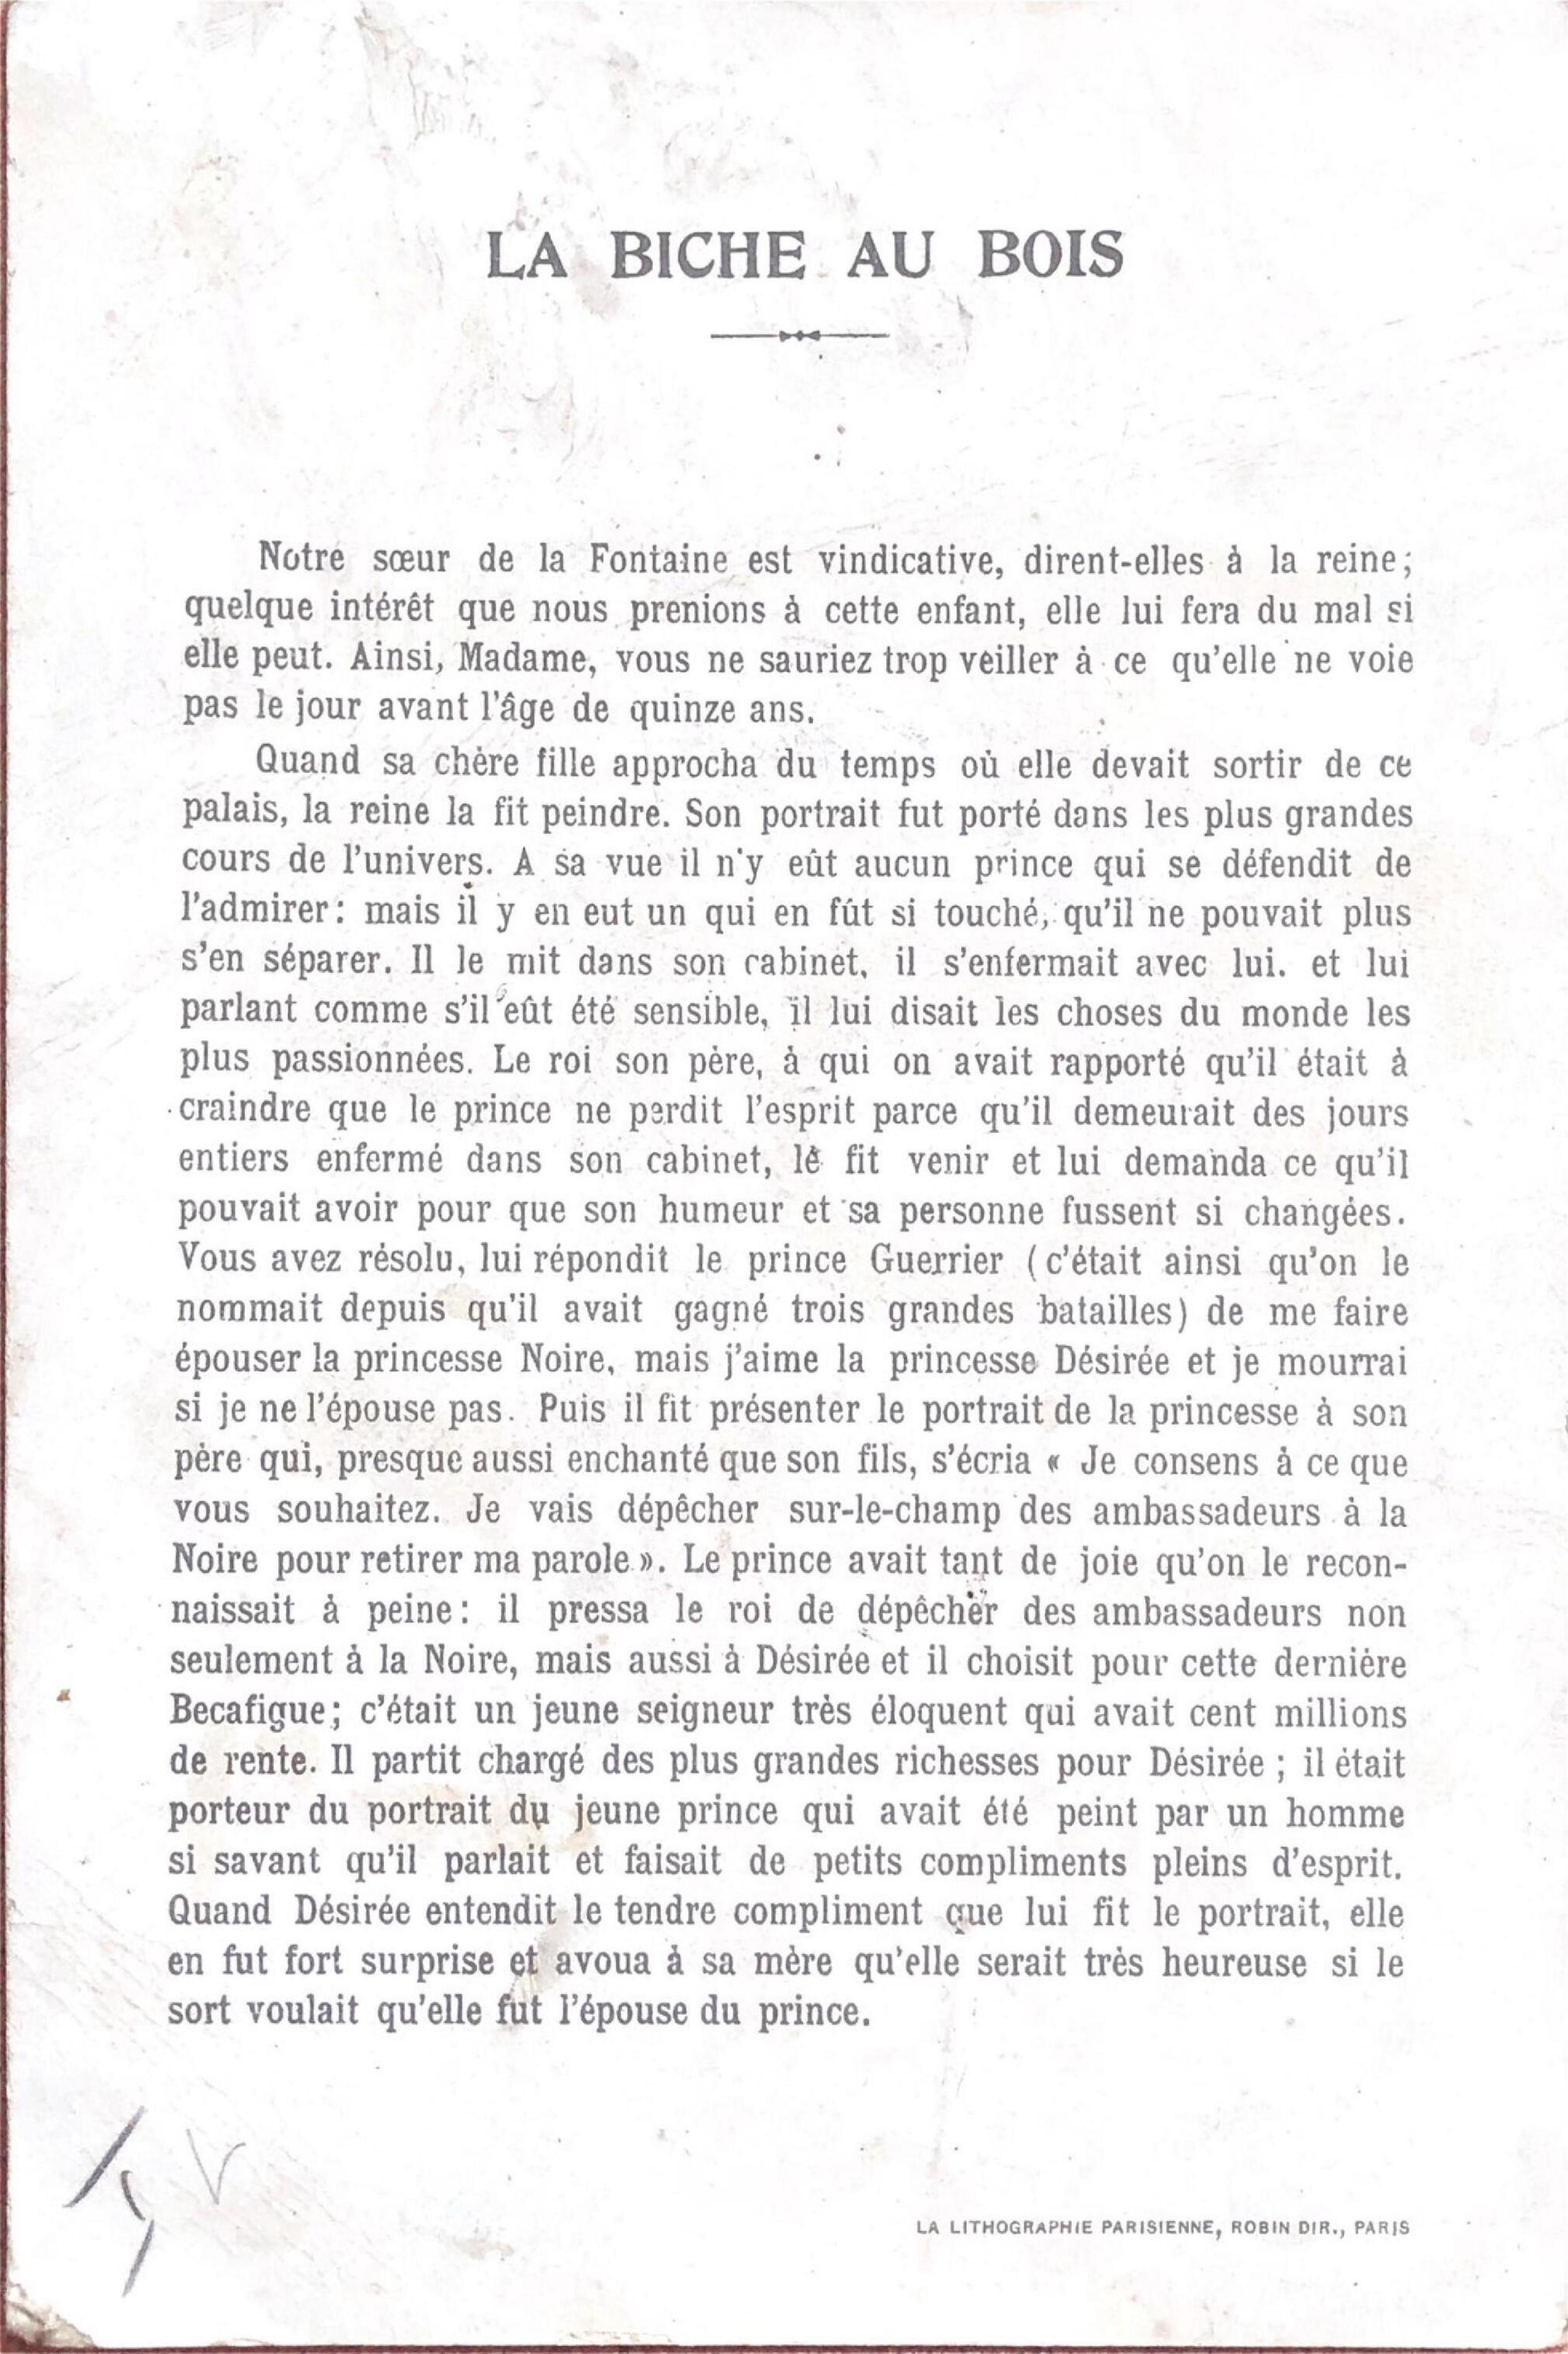 LA BICHE AU BOIS
Notre sœur de la Fontaine est vindicative, dirent-elles à la reine;
quelque intérêt que nous prenions à cette enfant, elle lui fera du mal si
elle peut. Ainsi, Madame, vous ne sauriez trop veiller à ce qu'elle ne voie
pas le jour avant l'âge de quinze ans.
Quand sa chère fille approcha du temps où elle devait sortir de ce
palais, la reine la fit peindre. Son portrait fut porté dans les plus grandes
cours de l'univers. A sa vue il n'y eût aucun prince qui se défendit de
l'admirer: mais il y en eut un qui en fût si touché, qu'il ne pouvait plus
s'en séparer. Il le mit dans son cabinet, il s'enfermait avec lui. et lui
parlant comme s'il eût été sensible, il lui disait les choses du monde les
plus passionnées. Le roi son père, à qui on avait rapporté qu'il était à
craindre que le prince ne perdit l'esprit parce qu'il demeurait des jours
entiers enfermé dans son cabinet, le fit venir et lui demanda ce qu'il
pouvait avoir pour que son humeur et sa personne fussent si changées.
Vous avez résolu, lui répondit le prince Guerrier (c'était ainsi qu'on le
nommait depuis qu'il avait gagné trois grandes batailles) de me faire
épouser la princesse Noire, mais j'aime la princesse Désirée et je mourrai
si je ne l'épouse pas. Puis il fit présenter le portrait de la princesse à son
père qui, presque aussi enchanté que son fils, s'écria « Je consens à ce que
vous souhaitez. Je vais dépêcher sur-le-champ des ambassadeurs à la
Noire pour retirer ma parole ». Le prince avait tant de joie qu'on le recon-
naissait à peine: il pressa le roi de dépêcher des ambassadeurs non
seulement à la Noire, mais aussi à Désirée et il choisit pour cette dernière
Becafigue; c'était un jeune seigneur très éloquent qui avait cent millions
de rente. Il partit chargé des plus grandes richesses pour Désirée ; il était
porteur du portrait du jeune prince qui avait été peint par un homme
si savant qu'il parlait et faisait de petits compliments pleins d'esprit.
Quand Désirée entendit le tendre compliment que lui fit le portrait, elle
en fut fort surprise et avoua à sa mère qu'elle serait très heureuse si le
sort voulait qu'elle fut l'épouse du prince.
LA LITHOGRAPHIE PARISIENNE, ROBIN DIR., PARIS